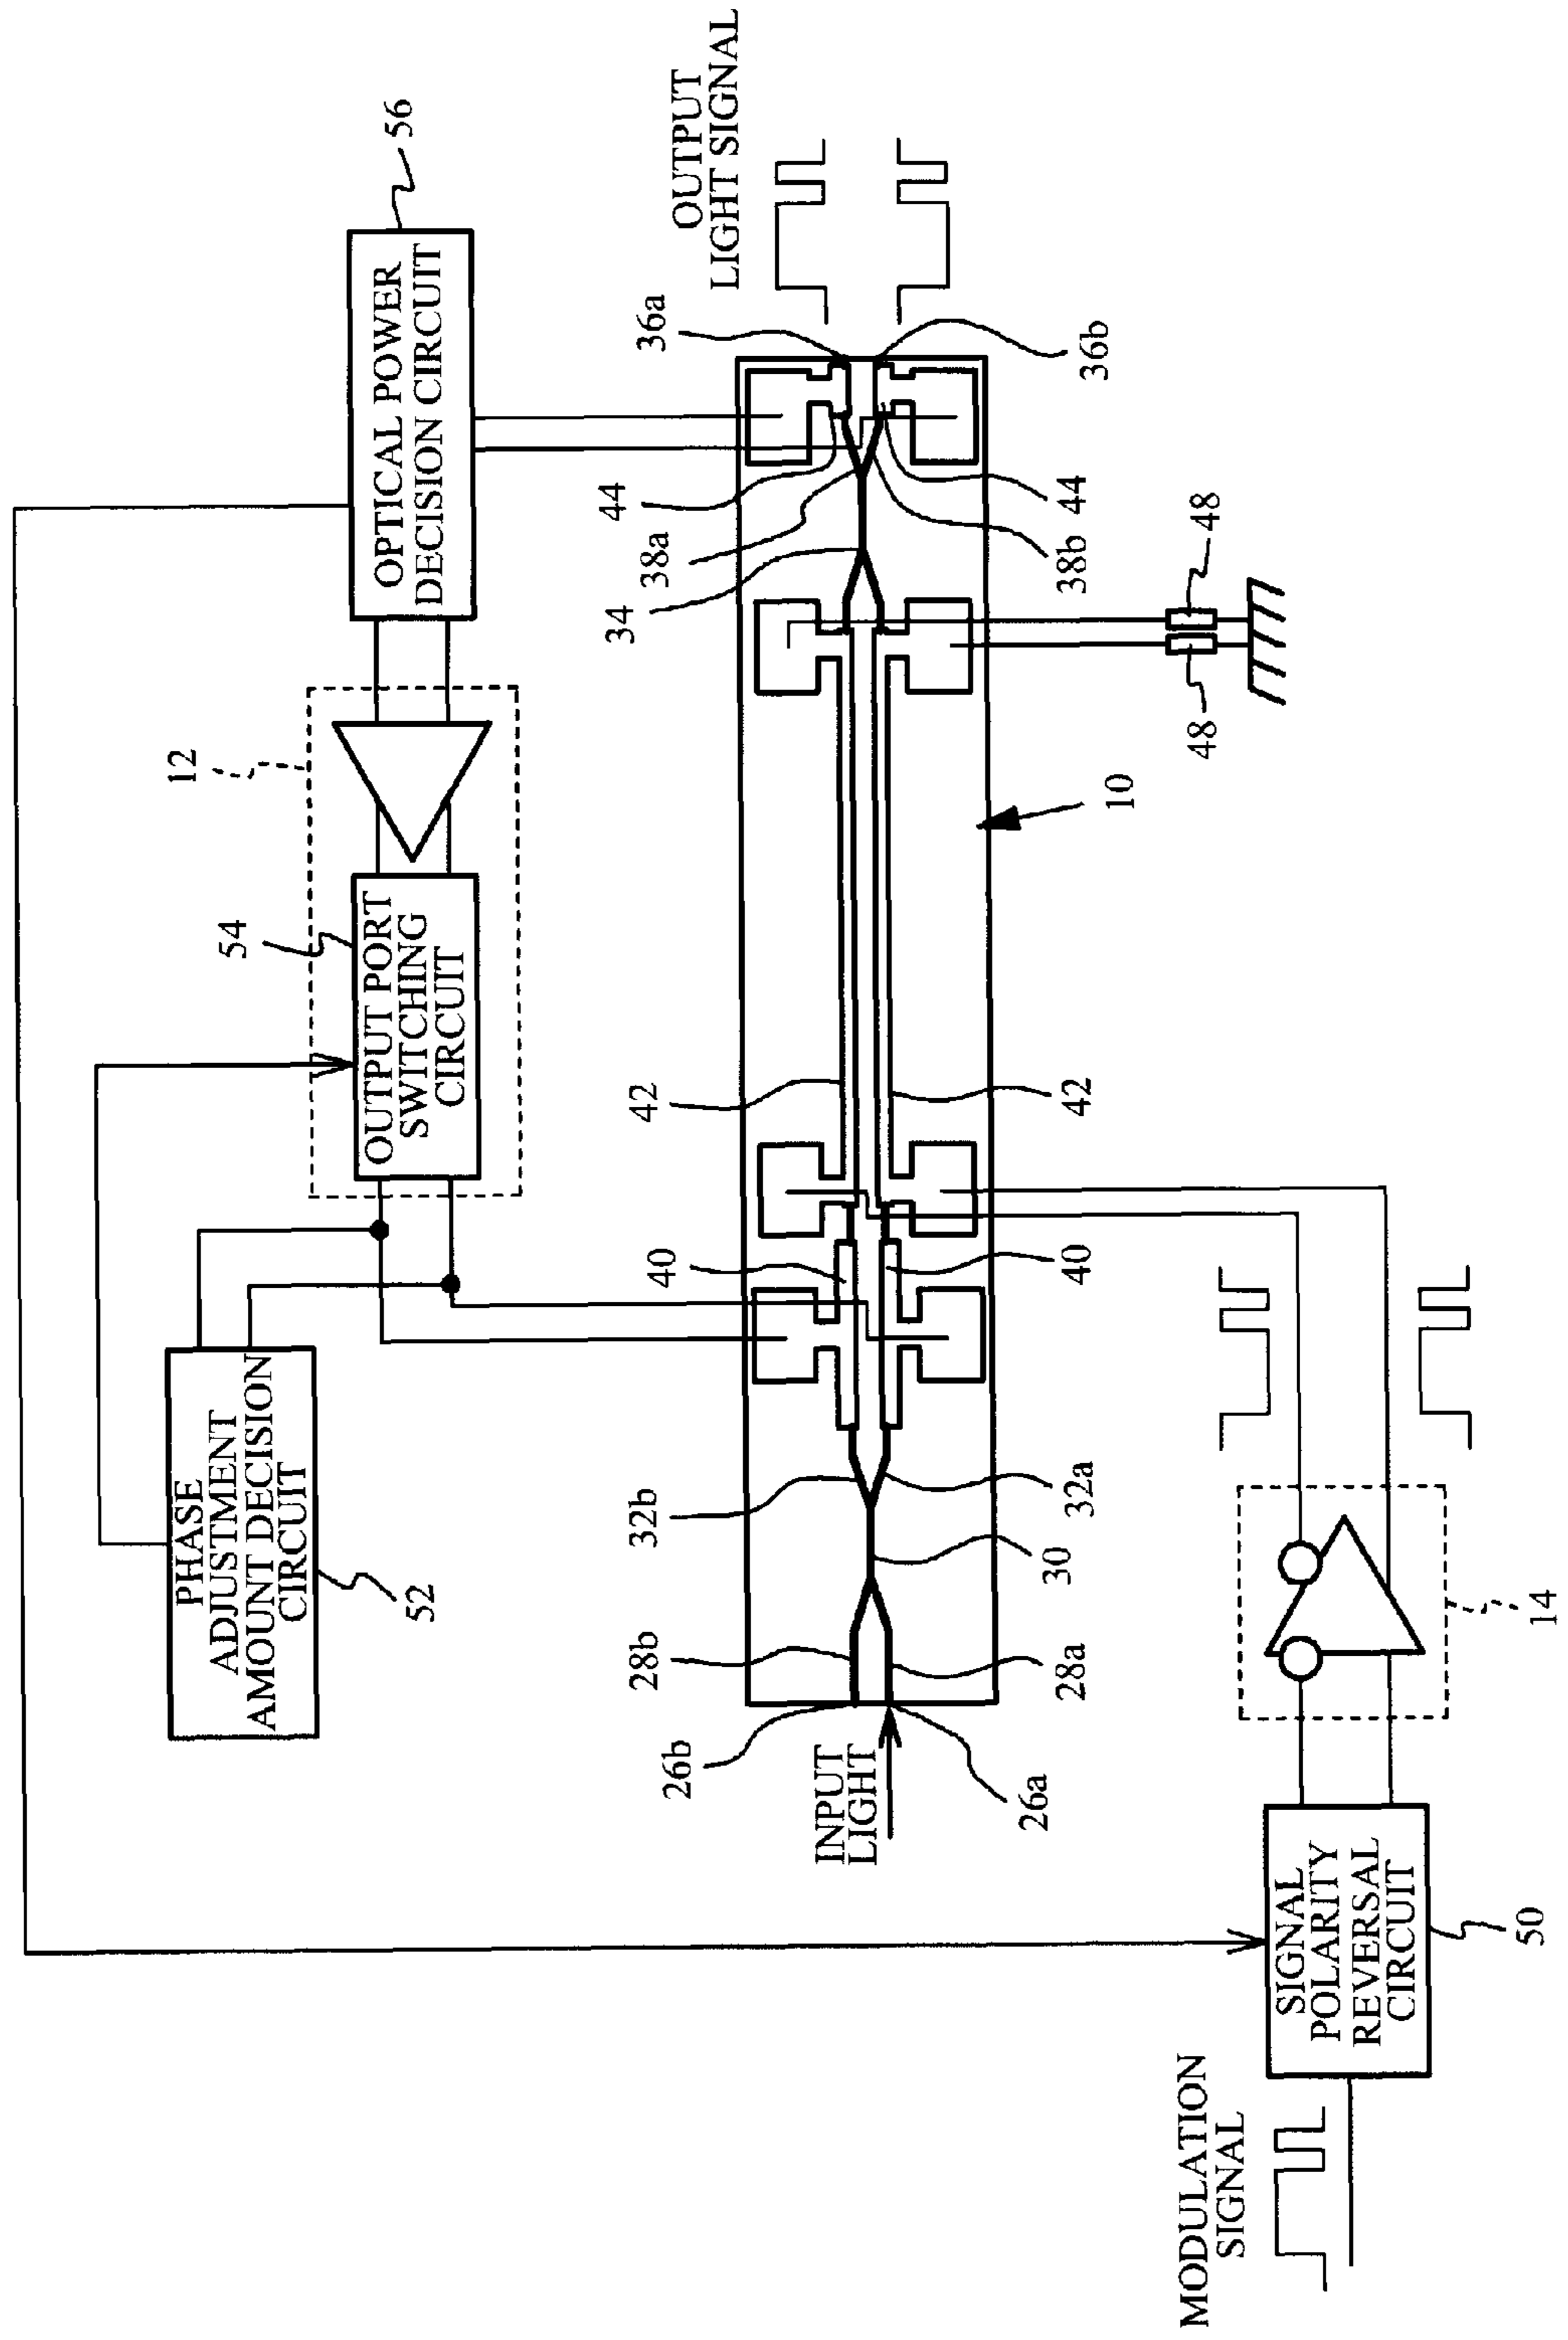 OPTICAL POWER
DECISION CIRCUIT
56
OUTPUT
LIGHT SIGNAL
12
54
OUTPUT PORT
SWITCHING
CIRCUIT
PHASE
ADJUSTMENT
AMOUNT DECISION
CIRCUIT
52
36a
36b
44
44
38a
38b
34
48
48
10
42
42
40
40
32b
32a
30
28b
28a
26b
26a
INPUT
LIGHT
14
SIGNAL
POLARITY
REVERSAL
CIRCUIT
50
MODULATION
SIGNAL